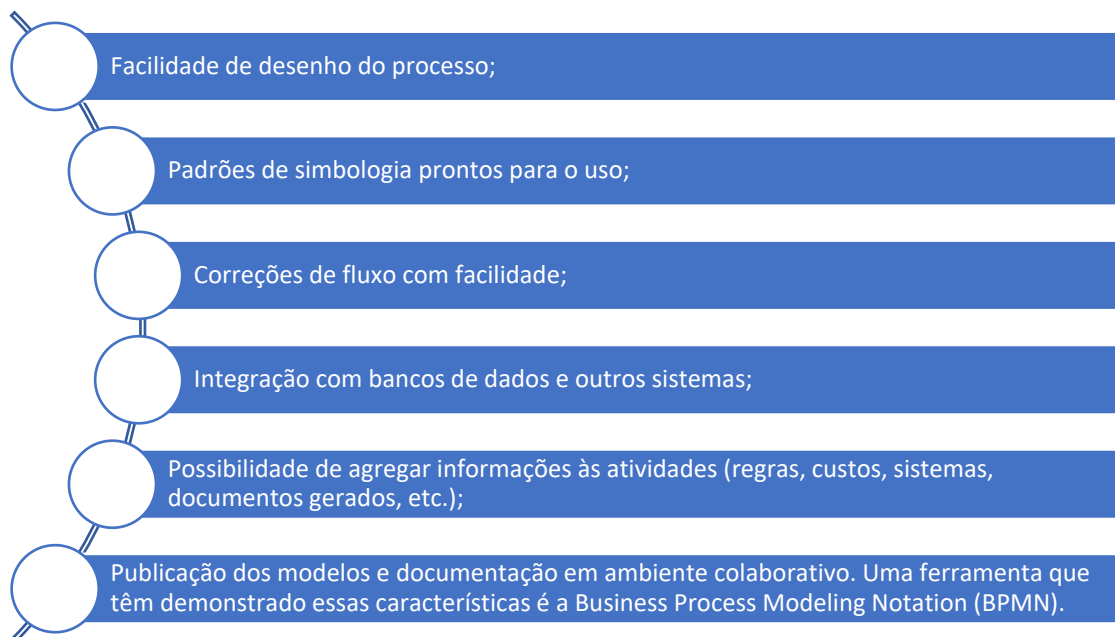 Facilidade de desenho do processo;
Padrões de simbologia prontos para o uso;
Correções de fluxo com facilidade;
Integração com bancos de dados e outros sistemas;
Possibilidade de agregar informações às atividades (regras, custos, sistemas,
documentos gerados, etc.);
Publicação dos modelos e documentação em ambiente colaborativo. Uma ferramenta que
têm demonstrado essas características é a Business Process Modeling Notation (BPMN).